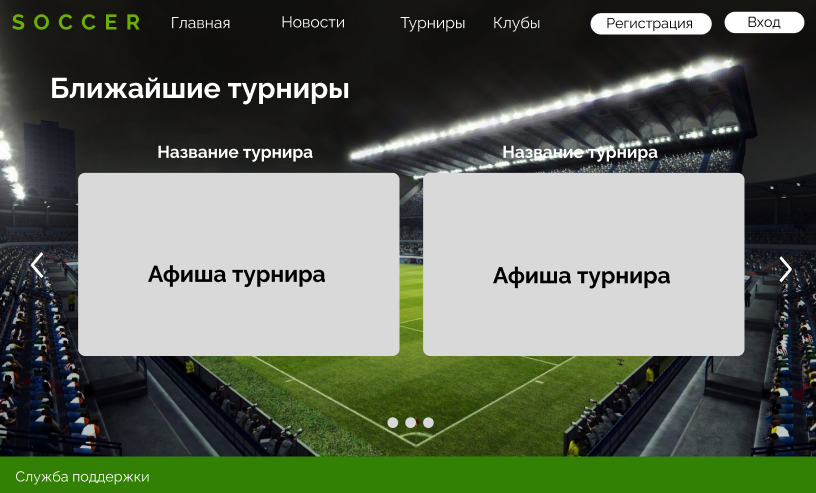 SOCCER Главная Новости Турниры Клубы Регистрация Вход
Ближайшие турниры
Название турнира Название турнира
Афиша турнира Афиша турнира
Служба поддержки